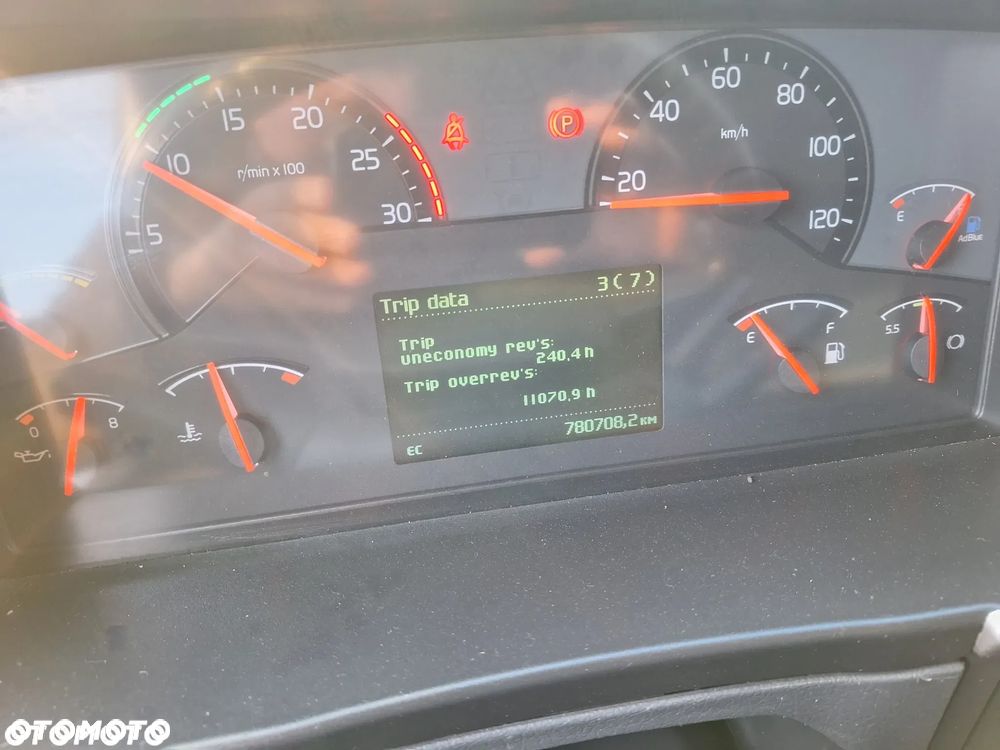 5
10
15
20
25
30
r/min x 100
20
40
60
80
100
120
km/h
P
E
AdBlue
Trip data 3(7)
Trip
uneconomy rev's:
240,4 h
Trip overrev's:
11070,9 h
780708,2 KM
EC
0
8
E
F
5.5
OTOMOTO